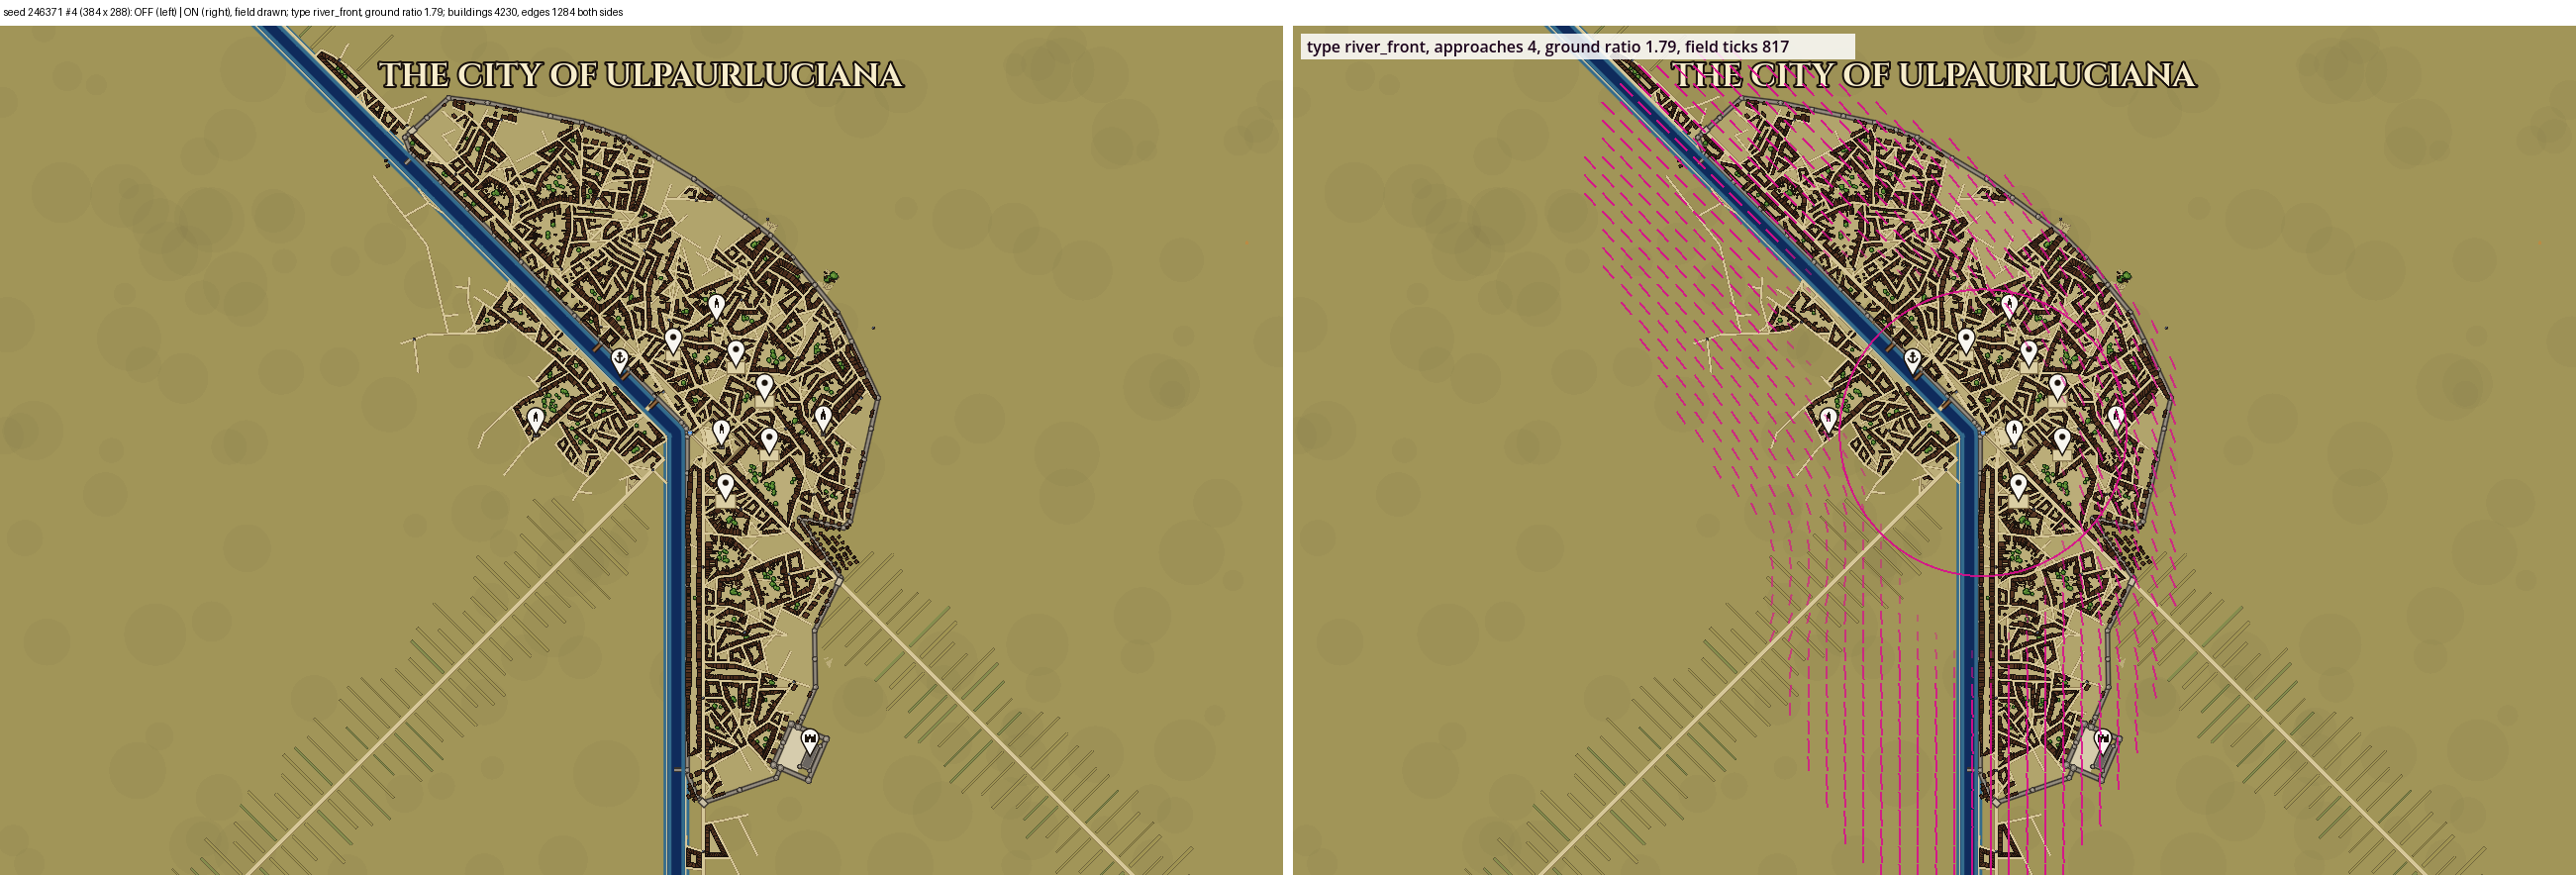 seed 246371 #4 (384 x 288): OFF (left) | ON (right), field drawn; type river_front, ground ratio 1.79; buildings 4230, edges 1284 both sides
THE CITY OF ULPAURLUCIANA
type river_front, approaches 4, ground ratio 1.79, field ticks 817
THE CITY OF ULPAURLUCIANA